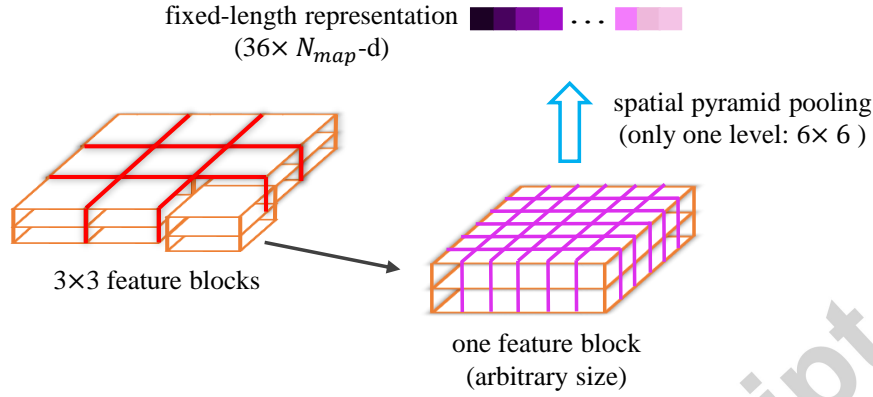 fixed-length representation
(36× N_map-d)
. . .
spatial pyramid pooling
(only one level: 6× 6 )
3×3 feature blocks
one feature block
(arbitrary size)
ipt